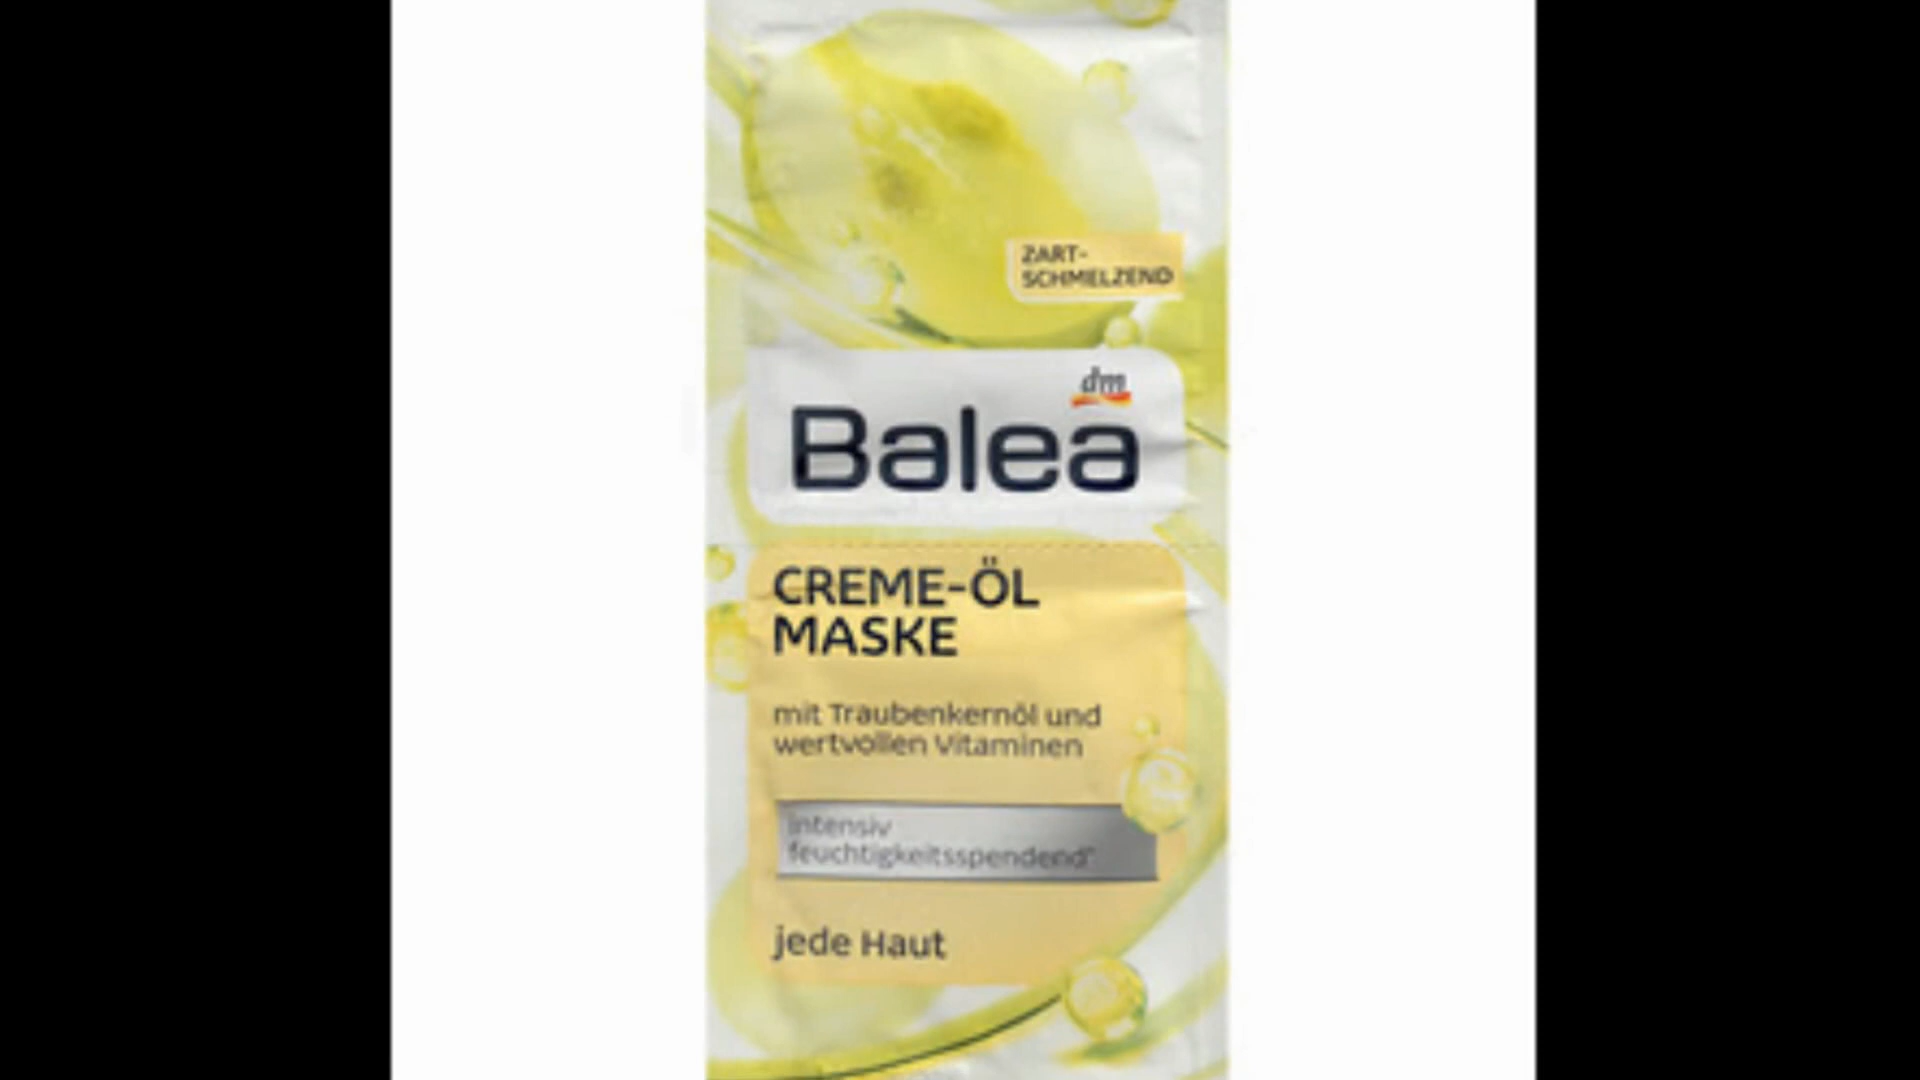 ZART-
SCHMELZEND
dm
Balea
CREME-ÖL
MASKE
mit Traubenkernöl und
wertvollen Vitaminen
intensiv
feuchtigkeitsspendend*
jede Haut